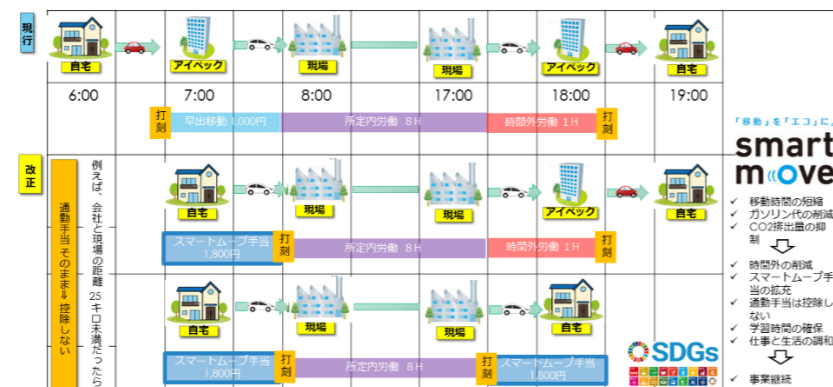 現行
自宅
アイペック
現場
現場
アイペック
自宅
6:00
7:00
8:00
17:00
18:00
19:00
打刻
早出移動 1,000円
所定内労働 8H
時間外労働 1H
打刻
改正
通勤手当 そのまま⇒控除しない
例えば、会社と現場の距離 25キロ未満だったら
自宅
現場
現場
アイペック
自宅
スマートムーブ手当
1,800円
打刻
所定内労働 8H
時間外労働 1H
打刻
自宅
現場
現場
自宅
スマートムーブ手当
1,800円
打刻
所定内労働 8H
打刻
スマートムーブ手当
1,800円
「移動」を「エコ」に。
smart
move
✓ 移動時間の短縮
✓ ガソリン代の削減
✓ CO2排出量の抑
制
✓ 時間外の削減
✓ スマートムーブ手
当の拡充
✓ 通勤手当は控除し
ない
✓ 学習時間の確保
✓ 仕事と生活の調和
✓ 事業継続
SDGs